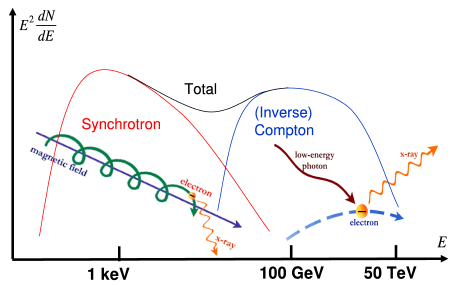 E² dN/dE
Total
Synchrotron
(Inverse)
Compton
low-energy
photon
x-ray
magnetic field
electron
x-ray
electron
E
1 keV
100 GeV
50 TeV